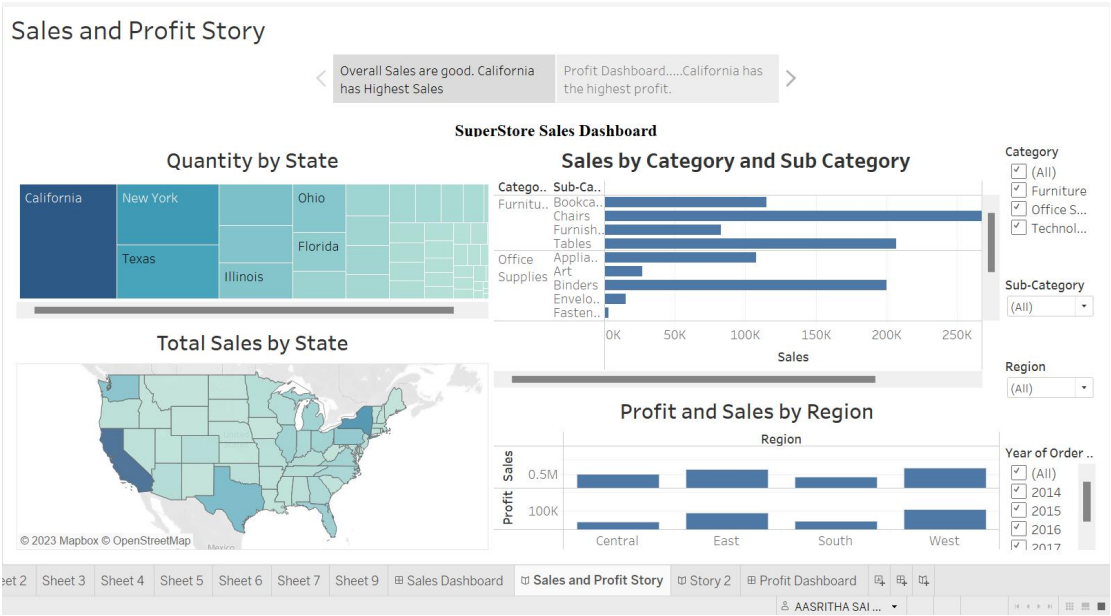 Sales and Profit Story
Overall Sales are good. California
has Highest Sales
Profit Dashboard.....California has
the highest profit.
SuperStore Sales Dashboard
Quantity by State
California
New York
Texas
Illinois
Ohio
Florida
Total Sales by State
© 2023 Mapbox © OpenStreetMap
Mexico
Sales by Category and Sub Category
Catego.. Sub-Ca..
Furnitu.. Bookca..
Chairs
Furnish..
Tables
Office
Supplies
Applia..
Art
Binders
Envelo..
Fasten..
0K 50K 100K 150K 200K 250K
Sales
Profit and Sales by Region
Region
Sales
0.5M
Profit
100K
Central East South West
Category
(All)
Furniture
Office S...
Technol...
Sub-Category
(All)
Region
(All)
Year of Order ..
(All)
2014
2015
2016
2017
eet 2 Sheet 3 Sheet 4 Sheet 5 Sheet 6 Sheet 7 Sheet 9 Sales Dashboard Sales and Profit Story Story 2 Profit Dashboard
AASRITHA SAI ...